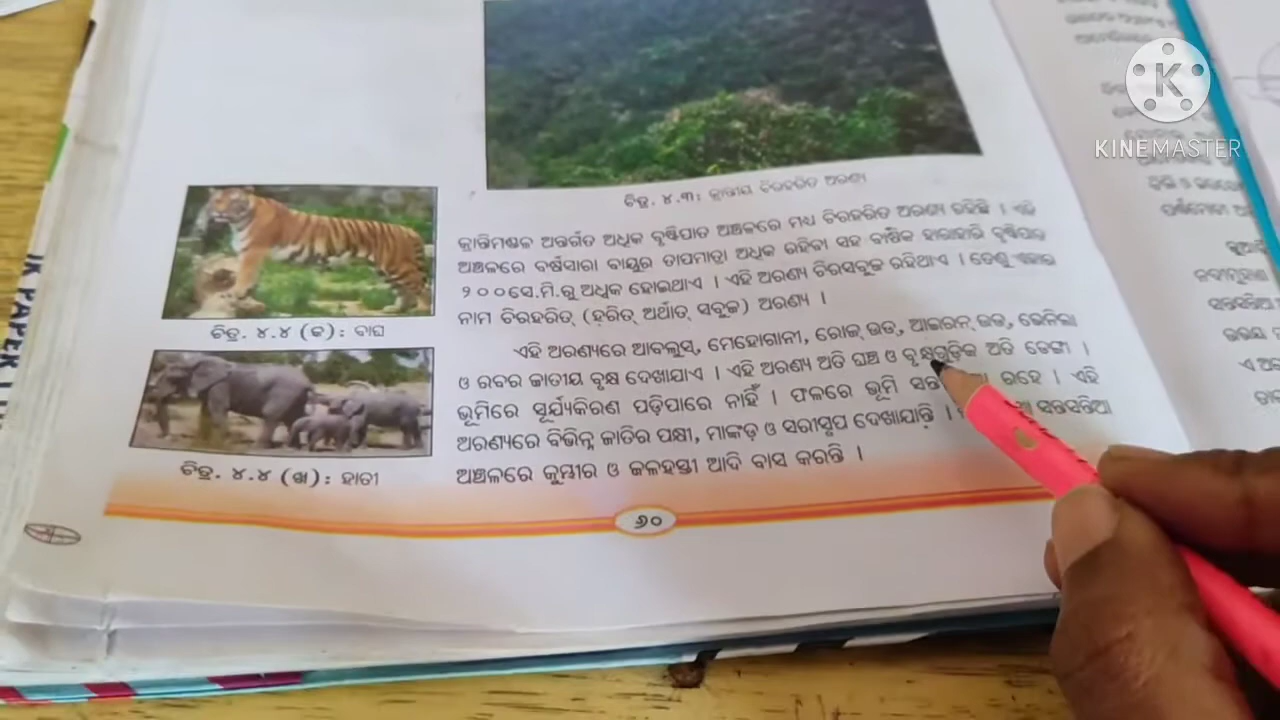 KINEMASTER
ଚିତ୍ର. ୪.୩: କ୍ରାନ୍ତୀୟ ଚିରହରିତ ଅରଣ୍ୟ
କ୍ରାନ୍ତିମଣ୍ଡଳ ଅନ୍ତର୍ଗତ ଅଧିକ ବୃଷ୍ଟିପାତ ଅଞ୍ଚଳରେ ମଧ୍ୟ ଚିରହରିତ ଅରଣ୍ୟ ରହିଛି । ଏହି
ଅଞ୍ଚଳରେ ବର୍ଷସାରା ବାୟୁର ତାପମାତ୍ରା ଅଧିକ ରହିବା ସହ ବାର୍ଷିକ ହାରାହାରି ବୃଷ୍ଟିପାତ
୨୦୦ସେ.ମି.ରୁ ଅଧିକ ହୋଇଥାଏ । ଏହି ଅରଣ୍ୟ ଚିରସବୁଜ ରହିଥାଏ । ତେଣୁ ଏହାର
ନାମ ଚିରହରିତ୍ (ହରିତ୍ ଅର୍ଥାତ୍ ସବୁଜ) ଅରଣ୍ୟ ।
ଚିତ୍ର. ୪.୪ (କ): ବାଘ
ଏହି ଅରଣ୍ୟରେ ଆବଲୁସ୍, ମେହୋଗାନୀ, ରୋଜ୍ ଉଡ୍, ଆଇରନ୍ ଉଡ୍, ଭେନିଲା
ଓ ରବର ଜାତୀୟ ବୃକ୍ଷ ଦେଖାଯାଏ । ଏହି ଅରଣ୍ୟ ଅତି ଘଞ୍ଚ ଓ ବୃକ୍ଷଗୁଡ଼ିକ ଅତି ଡେଙ୍ଗା ।
ଭୂମିରେ ସୂର୍ଯ୍ୟକିରଣ ପଡ଼ିପାରେ ନାହିଁ । ଫଳରେ ଭୂମି ରହେ । ଏହି
ଅରଣ୍ୟରେ ବିଭିନ୍ନ ଜାତିର ପକ୍ଷୀ, ମାଙ୍କଡ଼ ଓ ସରୀସୃପ ଦେଖାଯାନ୍ତି । ସନ୍ତସନ୍ତିଆ
ଅଞ୍ଚଳରେ କୁମ୍ଭୀର ଓ ଜଳହସ୍ତୀ ଆଦି ବାସ କରନ୍ତି ।
ଚିତ୍ର. ୪.୪ (ଖ): ହାତୀ
୬୦